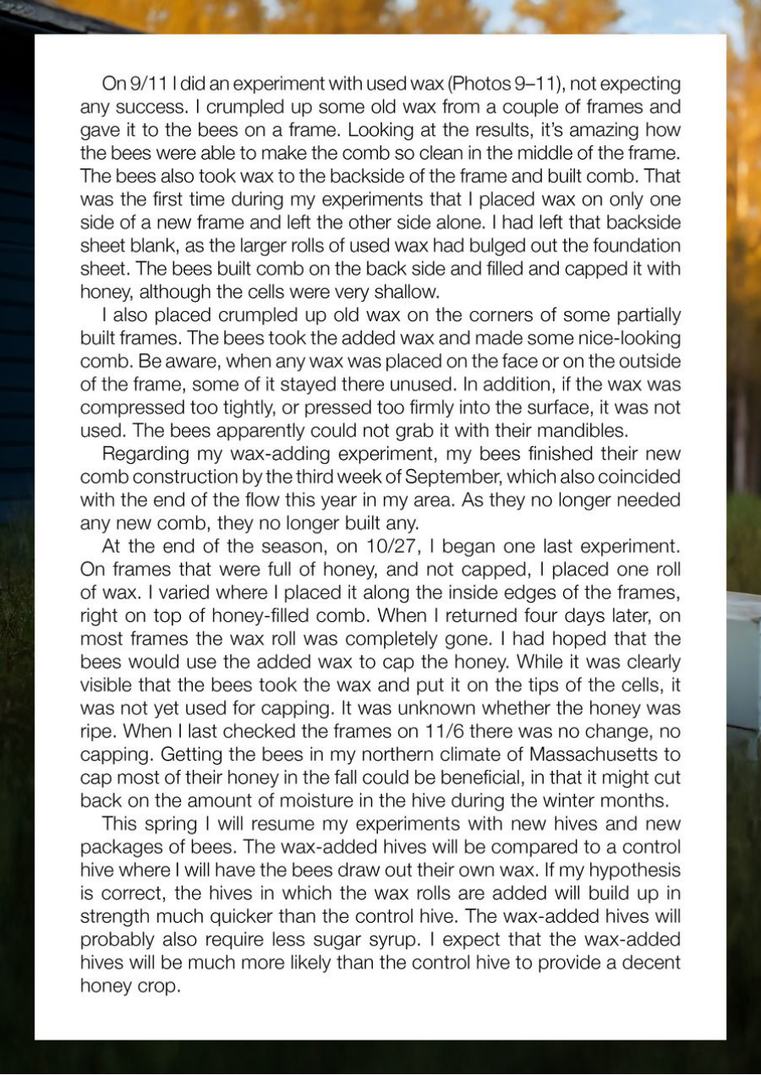 On 9/11 I did an experiment with used wax (Photos 9–11), not expecting
any success. I crumpled up some old wax from a couple of frames and
gave it to the bees on a frame. Looking at the results, it’s amazing how
the bees were able to make the comb so clean in the middle of the frame.
The bees also took wax to the backside of the frame and built comb. That
was the first time during my experiments that I placed wax on only one
side of a new frame and left the other side alone. I had left that backside
sheet blank, as the larger rolls of used wax had bulged out the foundation
sheet. The bees built comb on the back side and filled and capped it with
honey, although the cells were very shallow.
I also placed crumpled up old wax on the corners of some partially
built frames. The bees took the added wax and made some nice-looking
comb. Be aware, when any wax was placed on the face or on the outside
of the frame, some of it stayed there unused. In addition, if the wax was
compressed too tightly, or pressed too firmly into the surface, it was not
used. The bees apparently could not grab it with their mandibles.
Regarding my wax-adding experiment, my bees finished their new
comb construction by the third week of September, which also coincided
with the end of the flow this year in my area. As they no longer needed
any new comb, they no longer built any.
At the end of the season, on 10/27, I began one last experiment.
On frames that were full of honey, and not capped, I placed one roll
of wax. I varied where I placed it along the inside edges of the frames,
right on top of honey-filled comb. When I returned four days later, on
most frames the wax roll was completely gone. I had hoped that the
bees would use the added wax to cap the honey. While it was clearly
visible that the bees took the wax and put it on the tips of the cells, it
was not yet used for capping. It was unknown whether the honey was
ripe. When I last checked the frames on 11/6 there was no change, no
capping. Getting the bees in my northern climate of Massachusetts to
cap most of their honey in the fall could be beneficial, in that it might cut
back on the amount of moisture in the hive during the winter months.
This spring I will resume my experiments with new hives and new
packages of bees. The wax-added hives will be compared to a control
hive where I will have the bees draw out their own wax. If my hypothesis
is correct, the hives in which the wax rolls are added will build up in
strength much quicker than the control hive. The wax-added hives will
probably also require less sugar syrup. I expect that the wax-added
hives will be much more likely than the control hive to provide a decent
honey crop.